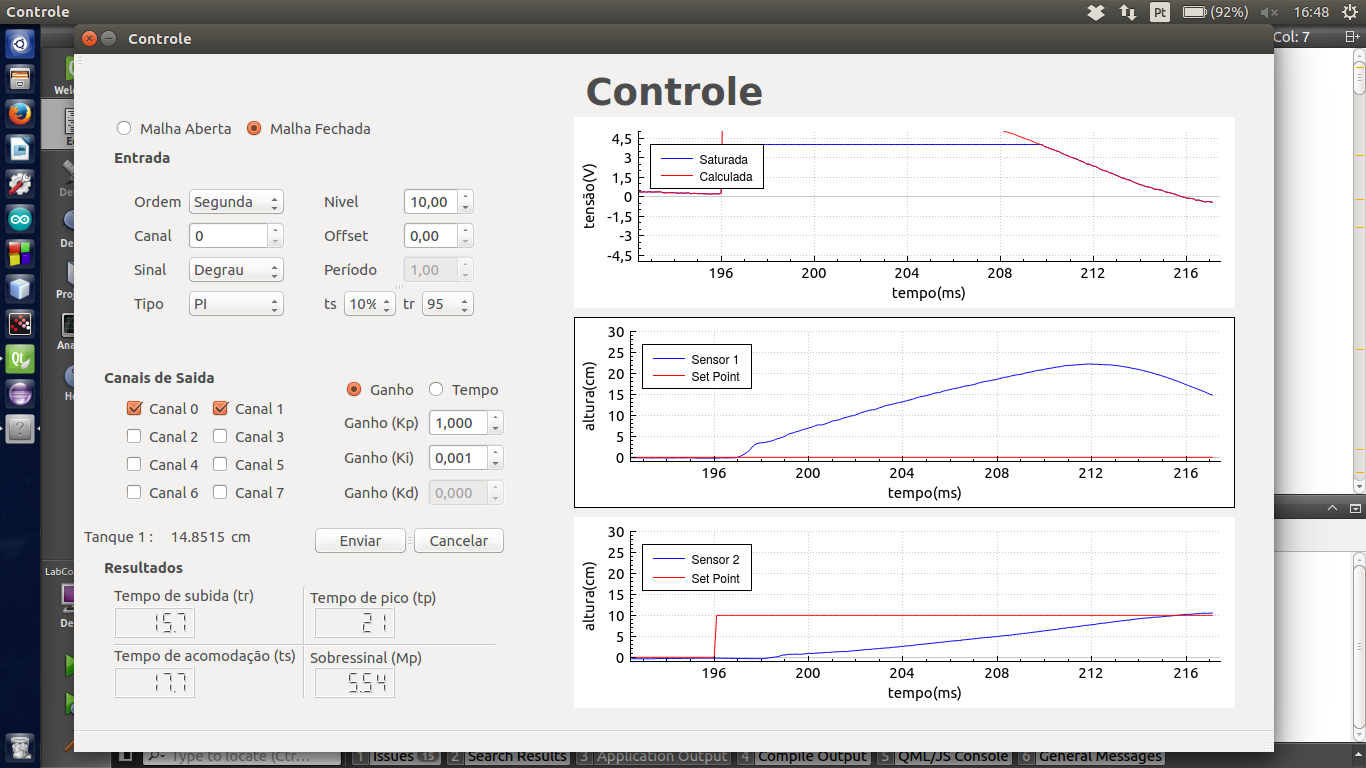 Controle
Pt (92%) 16:48
Controle
Col: 7
Controle
Malha Aberta Malha Fechada
Entrada
Ordem Segunda Nivel 10,00
Canal 0 Offset 0,00
Sinal Degrau Período 1,00
Tipo PI ts 10% tr 95
Canais de Saida
Ganho Tempo
Canal 0 Canal 1
Canal 2 Canal 3
Canal 4 Canal 5
Canal 6 Canal 7
Ganho (Kp) 1,000
Ganho (Ki) 0,001
Ganho (Kd) 0,000
Tanque 1 : 14.8515 cm
Enviar Cancelar
Resultados
Tempo de subida (tr) Tempo de pico (tp)
15.7 21
Tempo de acomodação (ts) Sobressinal (Mp)
17.7 5.54
tensão(V)
4,5
3
1,5
0
-1,5
-3
-4,5
Saturada
Calculada
196 200 204 208 212 216
tempo(ms)
altura(cm)
30
25
20
15
10
5
0
Sensor 1
Set Point
196 200 204 208 212 216
tempo(ms)
altura(cm)
30
25
20
15
10
5
0
Sensor 2
Set Point
196 200 204 208 212 216
tempo(ms)
Welc
De
Proj
Ana
He
LabCo
De
Type to locate (Ctr...
1 Issues 15 2 Search Results 3 Application Output 4 Compile Output 5 QML/JS Console 6 General Messages